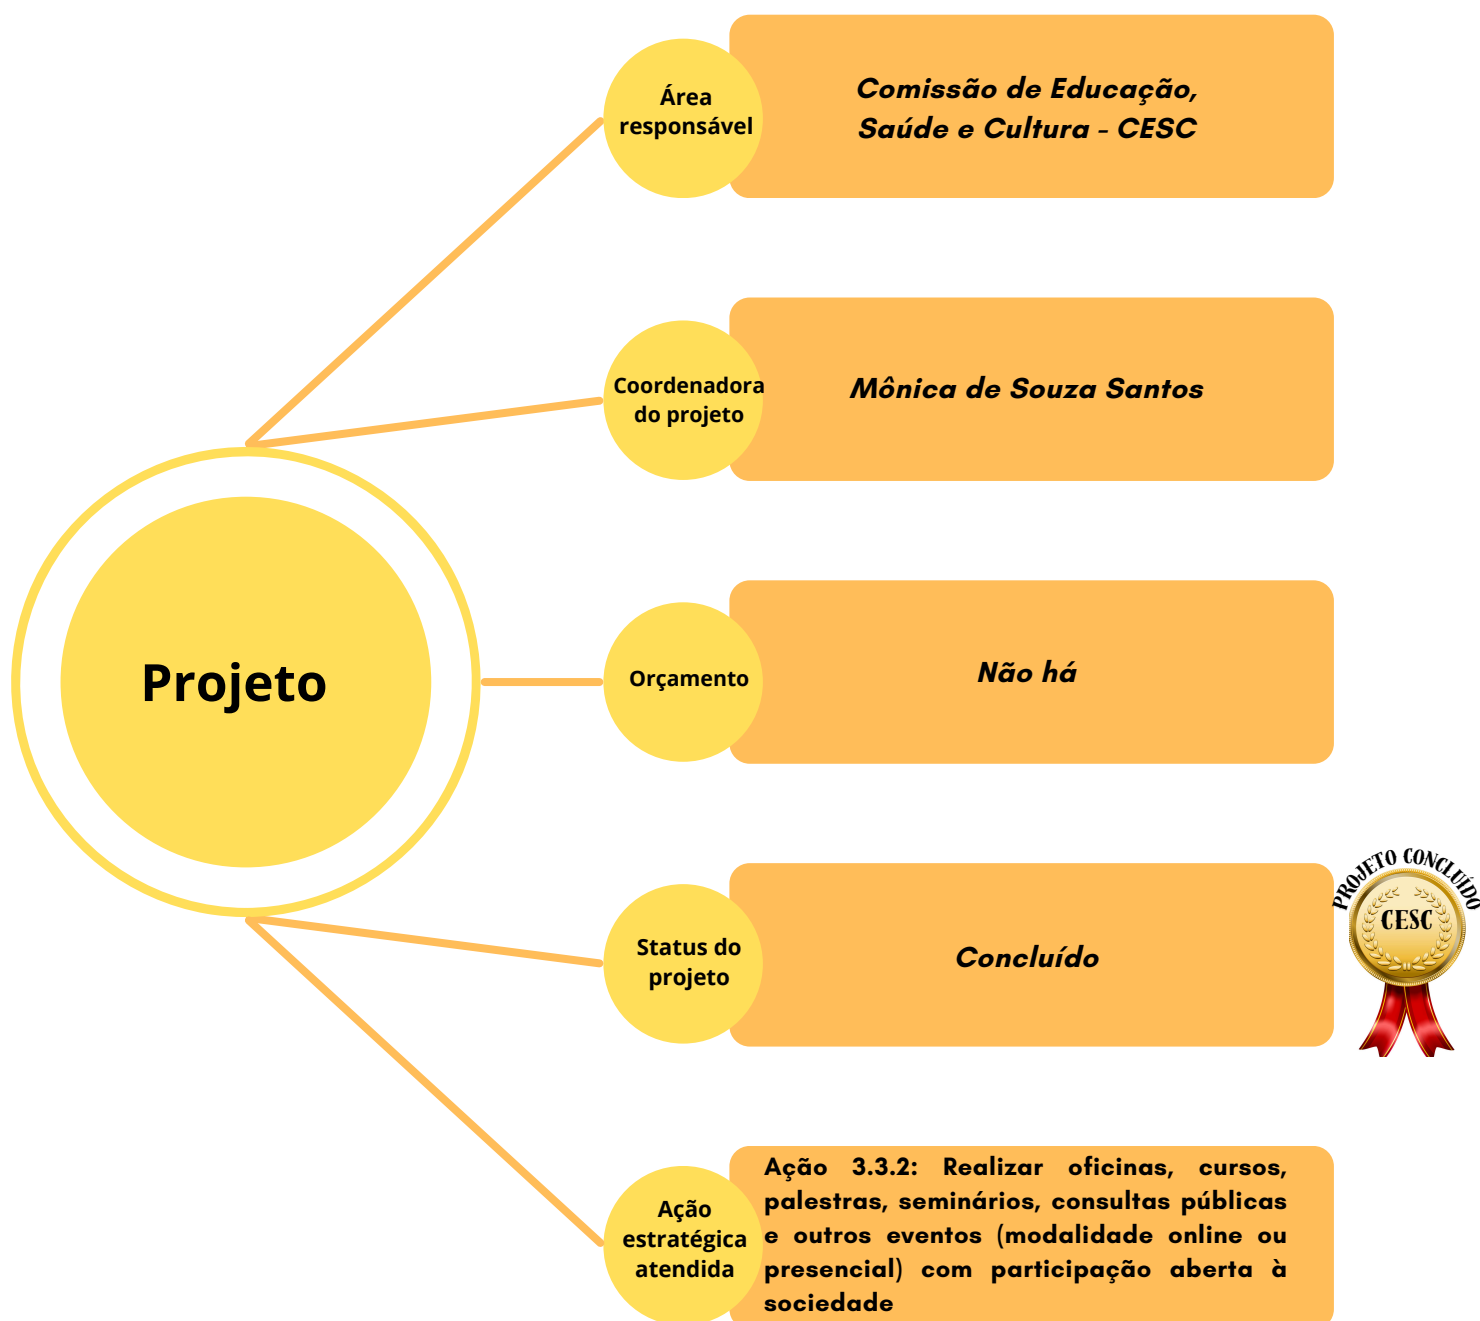 Área
responsável
Comissão de Educação,
Saúde e Cultura - CESC
Coordenadora
do projeto
Mônica de Souza Santos
Projeto
Orçamento
Não há
Status do
projeto
Concluído
PROJETO CONCLUÍDO
CESC
Ação
estratégica
atendida
Ação 3.3.2: Realizar oficinas, cursos,
palestras, seminários, consultas públicas
e outros eventos (modalidade online ou
presencial) com participação aberta à
sociedade